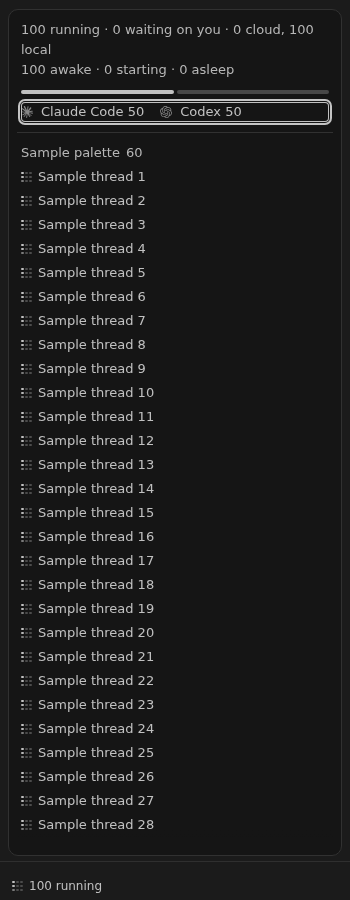 100 running · 0 waiting on you · 0 cloud, 100
local
100 awake · 0 starting · 0 asleep
Claude Code 50 Codex 50
Sample palette 60
Sample thread 1
Sample thread 2
Sample thread 3
Sample thread 4
Sample thread 5
Sample thread 6
Sample thread 7
Sample thread 8
Sample thread 9
Sample thread 10
Sample thread 11
Sample thread 12
Sample thread 13
Sample thread 14
Sample thread 15
Sample thread 16
Sample thread 17
Sample thread 18
Sample thread 19
Sample thread 20
Sample thread 21
Sample thread 22
Sample thread 23
Sample thread 24
Sample thread 25
Sample thread 26
Sample thread 27
Sample thread 28
100 running